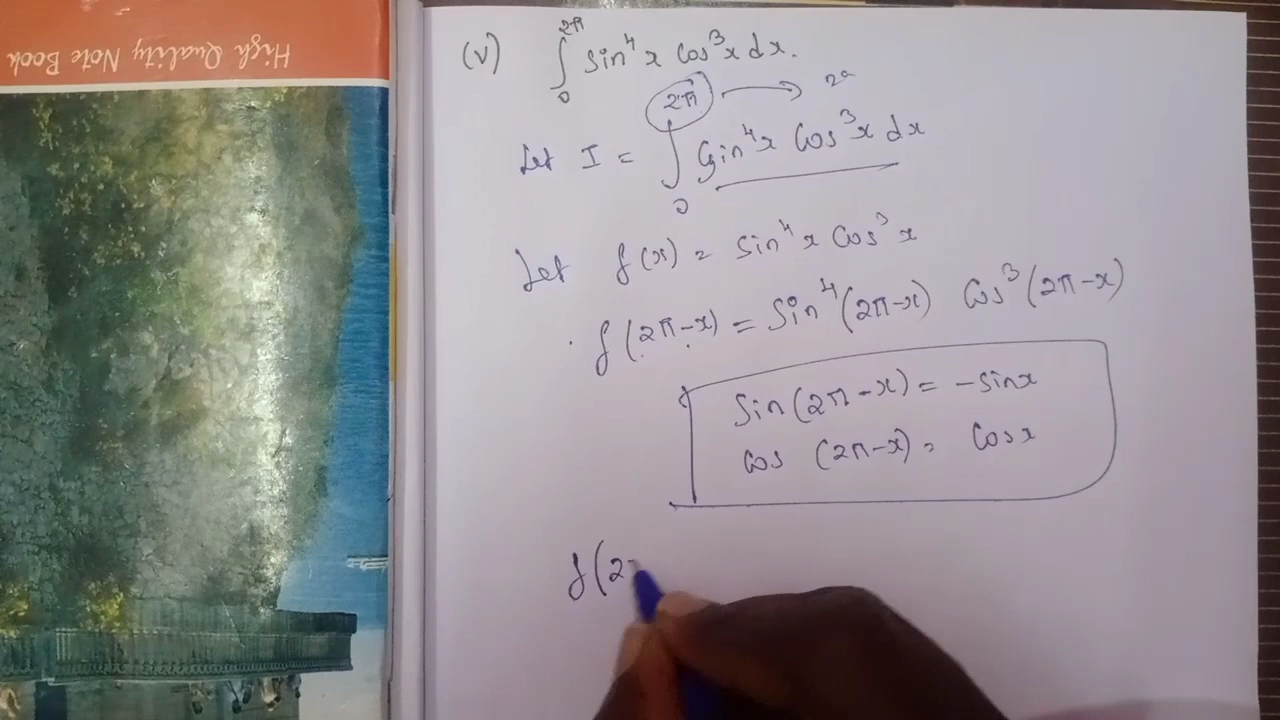 High Quality Note Book
(V) ∫₀^2π sin⁴x cos³x dx.
2π → 2a
Let I = ∫₀^2π sin⁴x cos³x dx
Let f(x) = sin⁴x cos³x
f(2π-x) = sin⁴(2π-x) cos³(2π-x)
sin(2π-x) = -sinx
cos (2π-x) = cosx
f(2